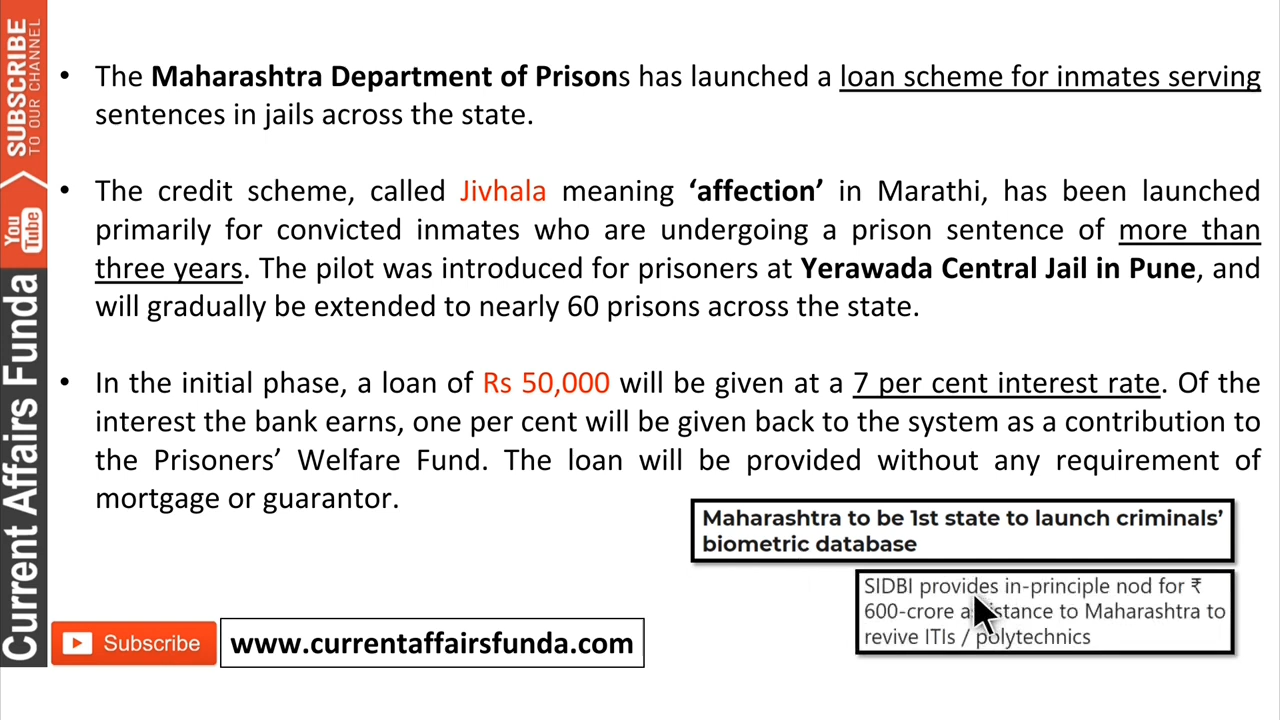 SUBSCRIBE
TO OUR CHANNEL
You
Tube
Current Affairs Funda
• The Maharashtra Department of Prisons has launched a loan scheme for inmates serving
sentences in jails across the state.
• The credit scheme, called Jivhala meaning ‘affection’ in Marathi, has been launched
primarily for convicted inmates who are undergoing a prison sentence of more than
three years. The pilot was introduced for prisoners at Yerawada Central Jail in Pune, and
will gradually be extended to nearly 60 prisons across the state.
• In the initial phase, a loan of Rs 50,000 will be given at a 7 per cent interest rate. Of the
interest the bank earns, one per cent will be given back to the system as a contribution to
the Prisoners’ Welfare Fund. The loan will be provided without any requirement of
mortgage or guarantor.
Maharashtra to be 1st state to launch criminals’
biometric database
SIDBI provides in-principle nod for ₹
600-crore assistance to Maharashtra to
revive ITIs / polytechnics
Subscribe
www.currentaffairsfunda.com